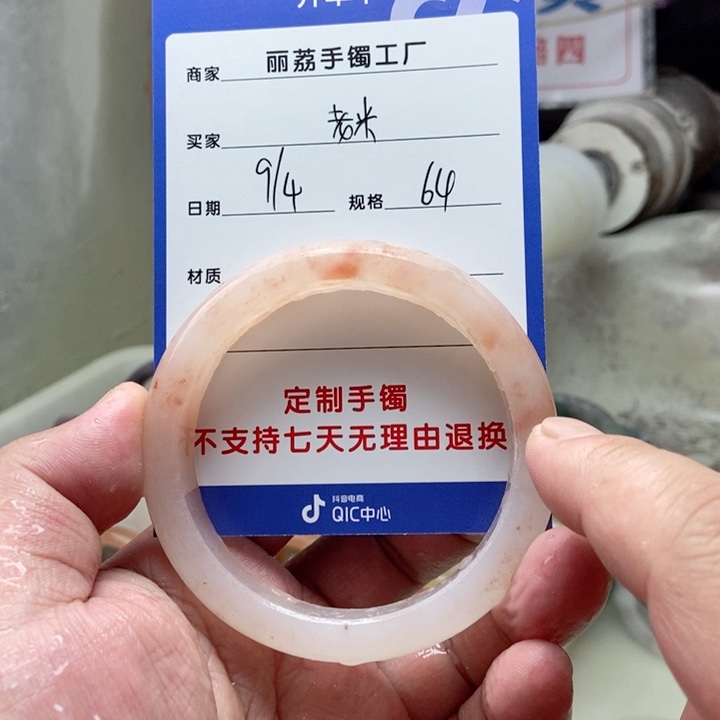 商家 丽荔手镯工厂
买家 老米
日期 9/4 规格 64
材质
定制手镯
不支持七天无理由退换
抖音电商
QIC中心